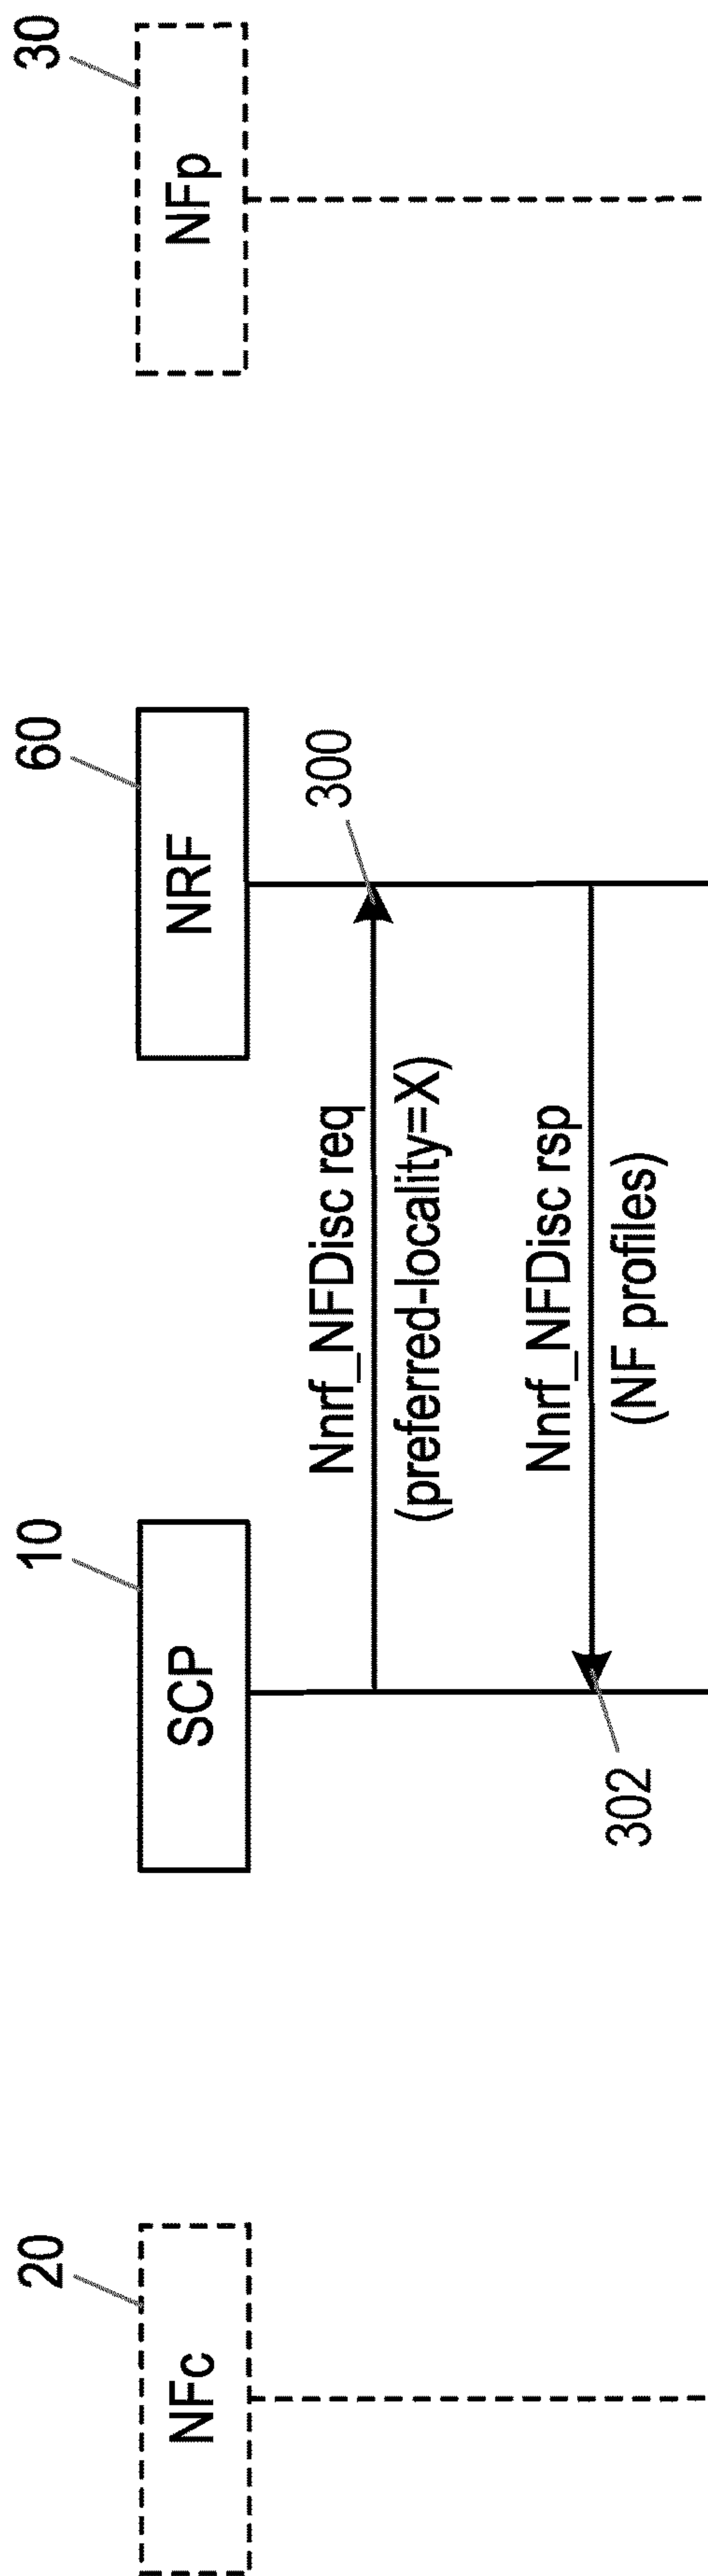 20
10
60
30
NFc
SCP
NRF
NFp
Nnrf_NFDisc req
300
(preferred-locality=X)
Nnrf_NFDisc rsp
302
(NF profiles)